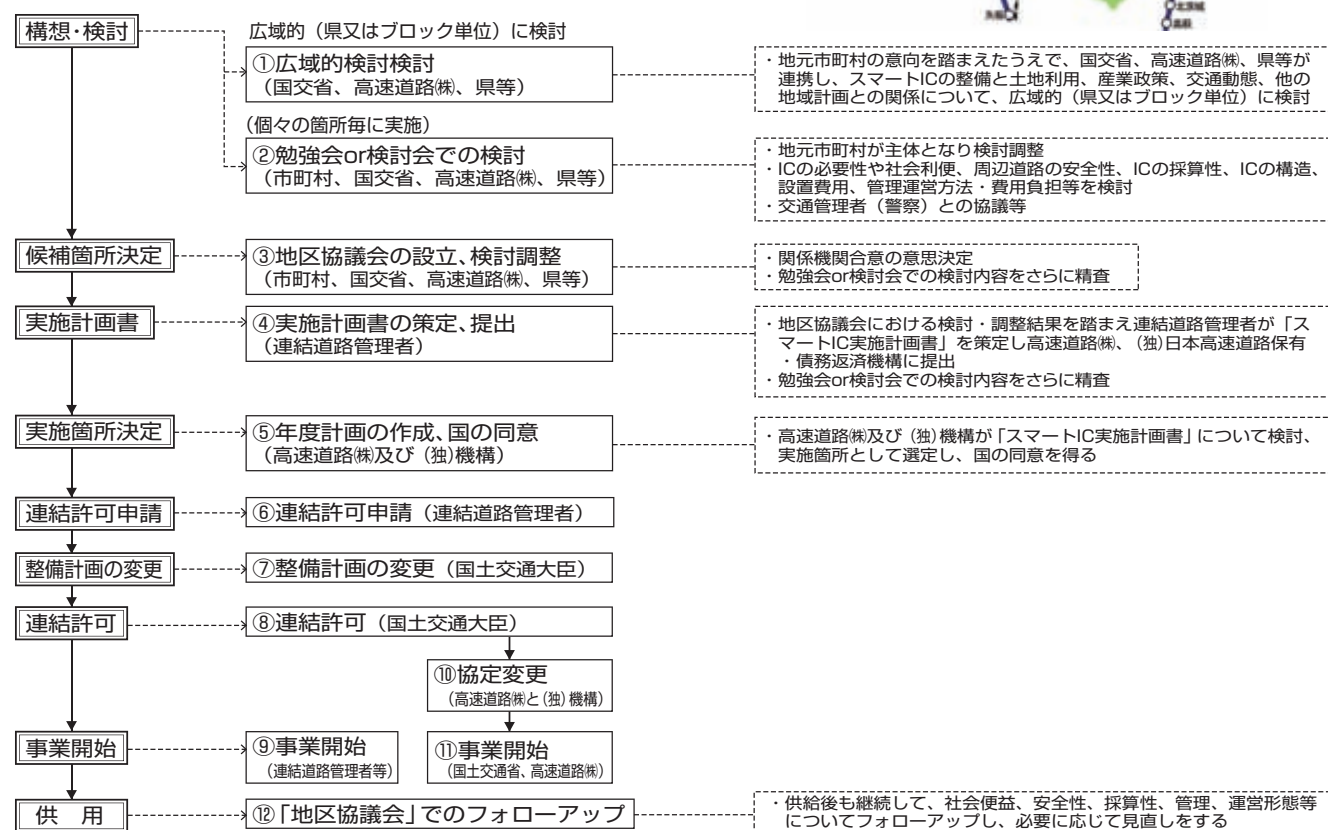 構想・検討
広域的（県又はブロック単位）に検討
①広域的検討検討
（国交省、高速道路㈱、県等）
・地元市町村の意向を踏まえたうえで、国交省、高速道路㈱、県等が
連携し、スマートICの整備と土地利用、産業政策、交通動態、他の
地域計画との関係について、広域的（県又はブロック単位）に検討
（個々の箇所毎に実施）
②勉強会or検討会での検討
（市町村、国交省、高速道路㈱、県等）
・地元市町村が主体となり検討調整
・ICの必要性や社会利便、周辺道路の安全性、ICの採算性、ICの構造、
設置費用、管理運営方法・費用負担等を検討
・交通管理者（警察）との協議等
候補箇所決定
③地区協議会の設立、検討調整
（市町村、国交省、高速道路㈱、県等）
・関係機関合意の意思決定
・勉強会or検討会での検討内容をさらに精査
実施計画書
④実施計画書の策定、提出
（連結道路管理者）
・地区協議会における検討・調整結果を踏まえ連結道路管理者が「ス
マートIC実施計画書」を策定し高速道路㈱、（独）日本高速道路保有
・債務返済機構に提出
・勉強会or検討会での検討内容をさらに精査
実施箇所決定
⑤年度計画の作成、国の同意
（高速道路㈱及び（独）機構）
・高速道路㈱及び（独）機構が「スマートIC実施計画書」について検討、
実施箇所として選定し、国の同意を得る
連結許可申請
⑥連結許可申請（連結道路管理者）
整備計画の変更
⑦整備計画の変更（国土交通大臣）
連結許可
⑧連結許可（国土交通大臣）
⑩協定変更
（高速道路㈱と（独）機構）
事業開始
⑨事業開始
（連結道路管理者等）
⑪事業開始
（国土交通省、高速道路㈱）
供　用
⑫「地区協議会」でのフォローアップ
・供給後も継続して、社会便益、安全性、採算性、管理、運営形態等
についてフォローアップし、必要に応じて見直しをする